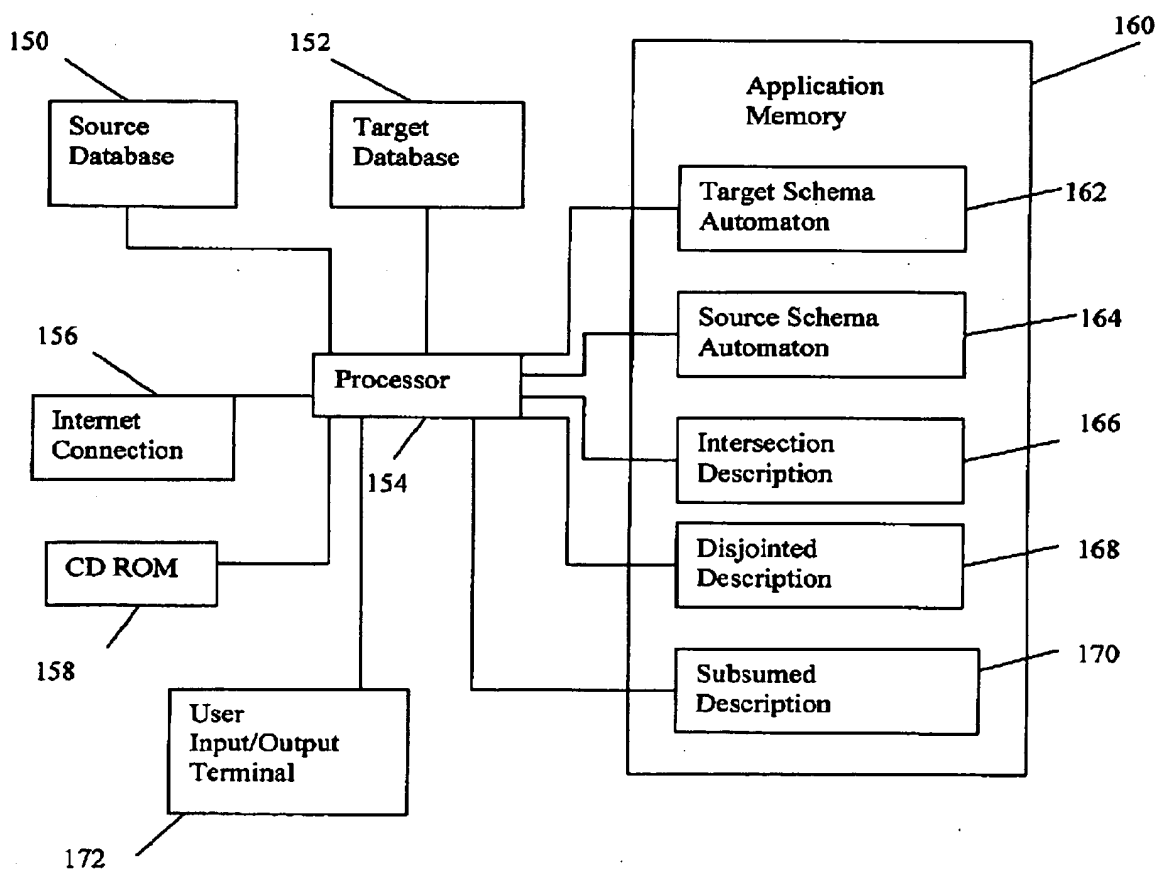 150
152
160
Source
Database
Target
Database
Application
Memory
Target Schema
Automaton
162
Source Schema
Automaton
164
156
Processor
Internet
Connection
154
Intersection
Description
166
CD ROM
158
Disjointed
Description
168
Subsumed
Description
170
User
Input/Output
Terminal
172